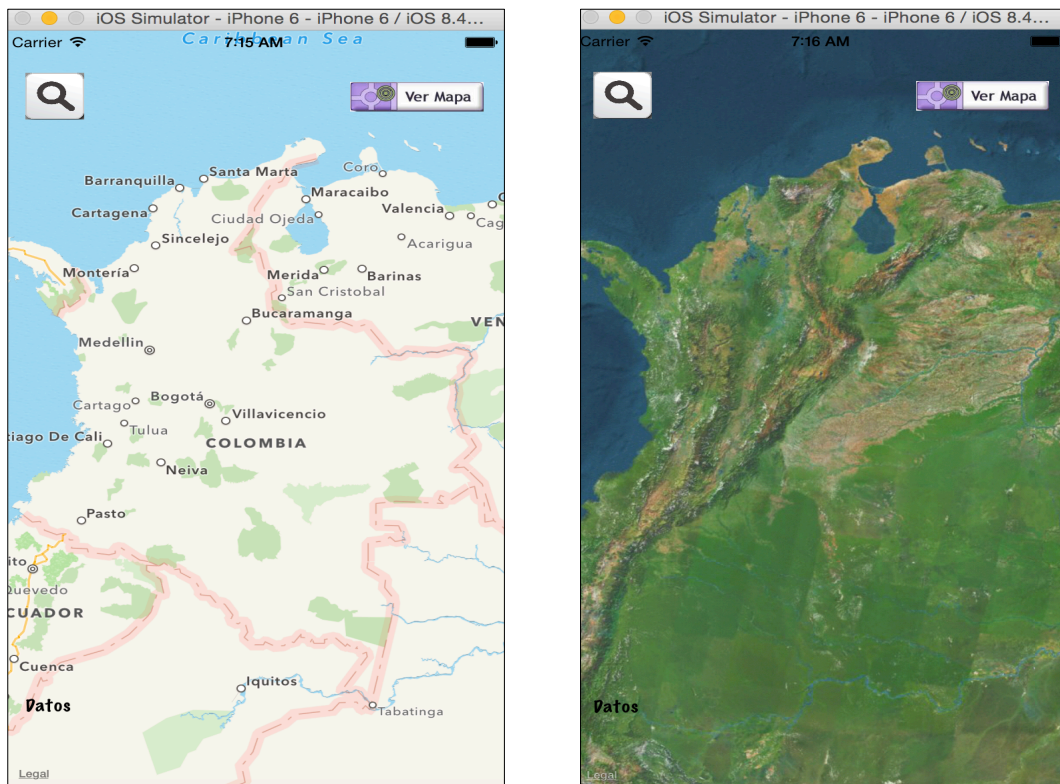 iOS Simulator - iPhone 6 - iPhone 6 / iOS 8.4...
Carrier
7:15 AM
Caribbean Sea
Ver Mapa
Santa Marta
Coro
Barranquilla
Maracaibo
Cartagena
Ciudad Ojeda
Valencia
Cag
Sincelejo
Acarigua
Montería
Merida
Barinas
San Cristobal
Bucaramanga
VEN
Medellin
Bogotá
Cartago
Villavicencio
Tulua
tiago De Cali
COLOMBIA
Neiva
Pasto
ito
Quevedo
CUADOR
Cuenca
Iquitos
Datos
Tabatinga
Legal
iOS Simulator - iPhone 6 - iPhone 6 / iOS 8.4...
Carrier
7:16 AM
Ver Mapa
Datos
Legal